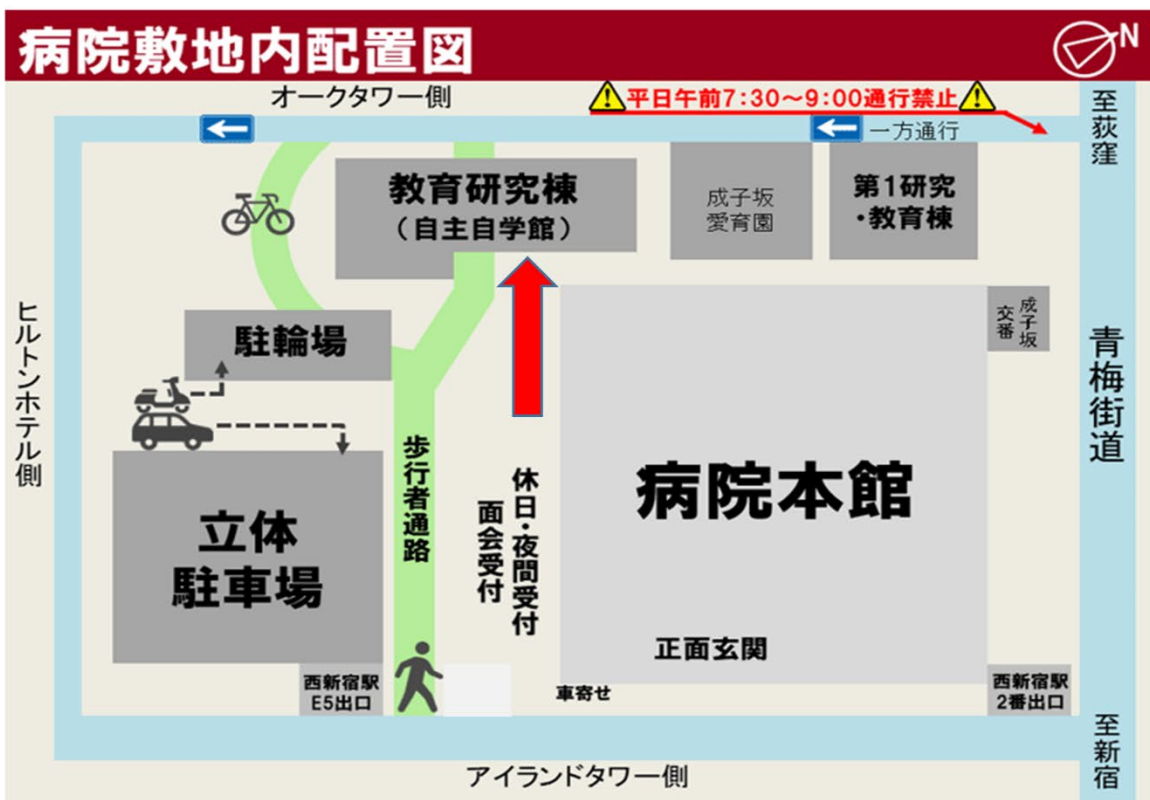 病院敷地内配置図
N
オークタワー側
平日午前7:30～9:00通行禁止
一方通行
至荻窪
教育研究棟
（自主自学館）
成子坂
愛育園
第1研究
・教育棟
成子坂
交番
青梅街道
ヒルトンホテル側
駐輪場
歩行者通路
休日・夜間受付
面会受付
病院本館
立体
駐車場
正面玄関
西新宿駅
E5出口
車寄せ
西新宿駅
2番出口
至新宿
アイランドタワー側